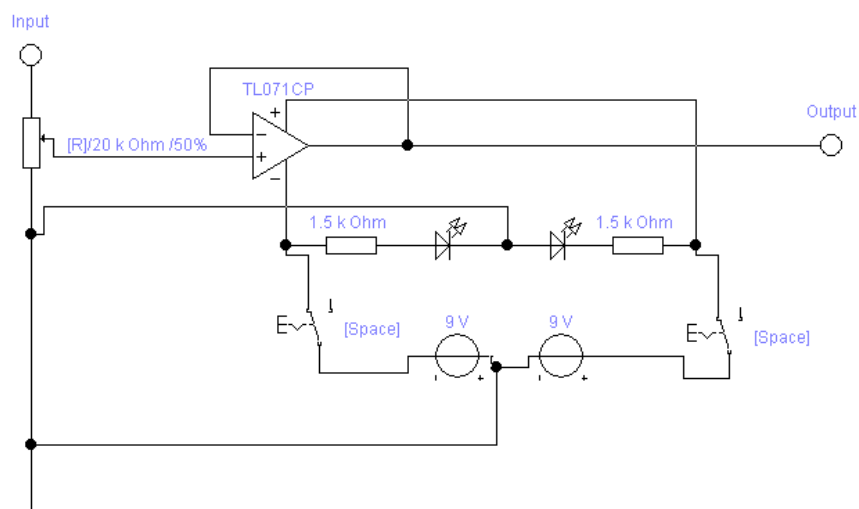 Input
TL071CP
Output
[R]/20 k Ohm /50%
1.5 k Ohm
1.5 k Ohm
9 V
9 V
[Space]
[Space]